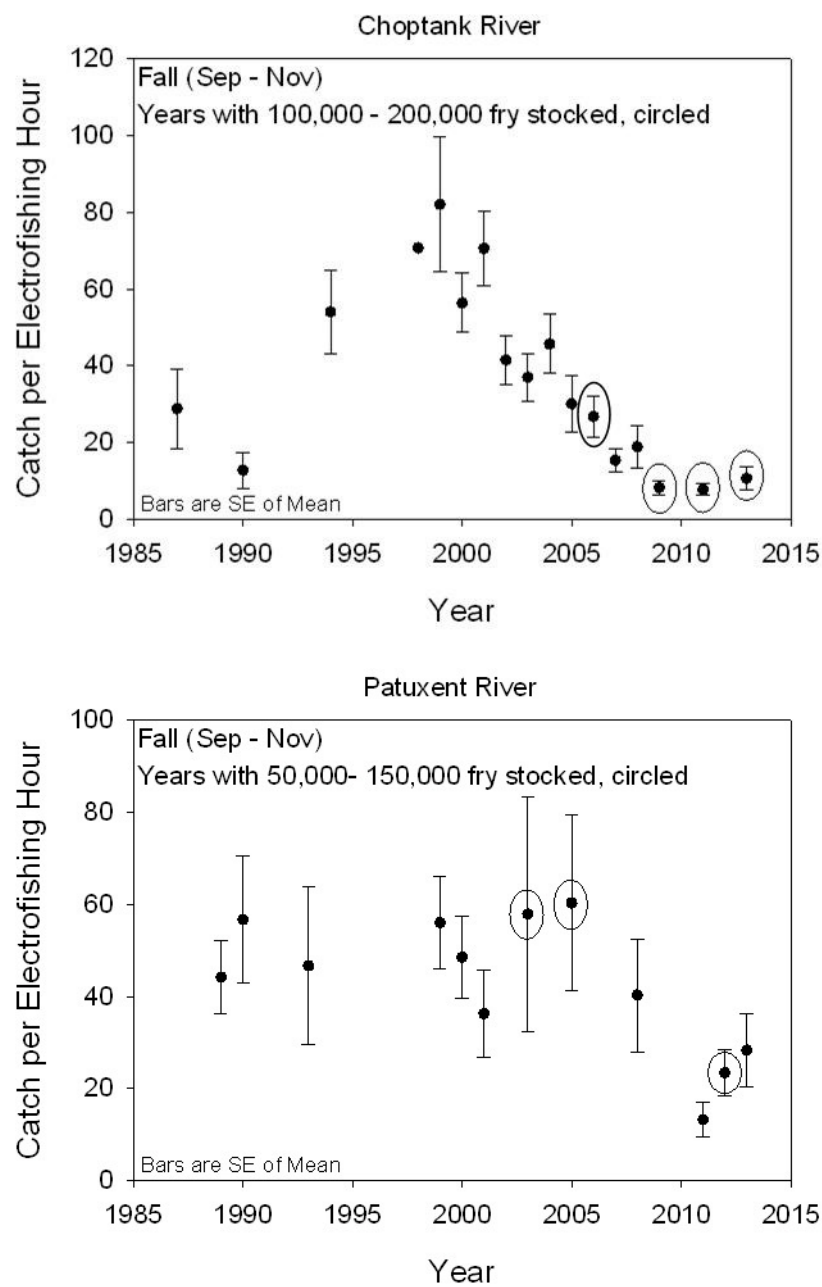 Choptank River
120
Fall (Sep - Nov)
Years with 100,000 - 200,000 fry stocked, circled
100
80
60
40
20
0
Catch per Electrofishing Hour
Bars are SE of Mean
1985 1990 1995 2000 2005 2010 2015
Year
Patuxent River
100
Fall (Sep - Nov)
Years with 50,000- 150,000 fry stocked, circled
80
60
40
20
0
Catch per Electrofishing Hour
Bars are SE of Mean
1985 1990 1995 2000 2005 2010 2015
Year